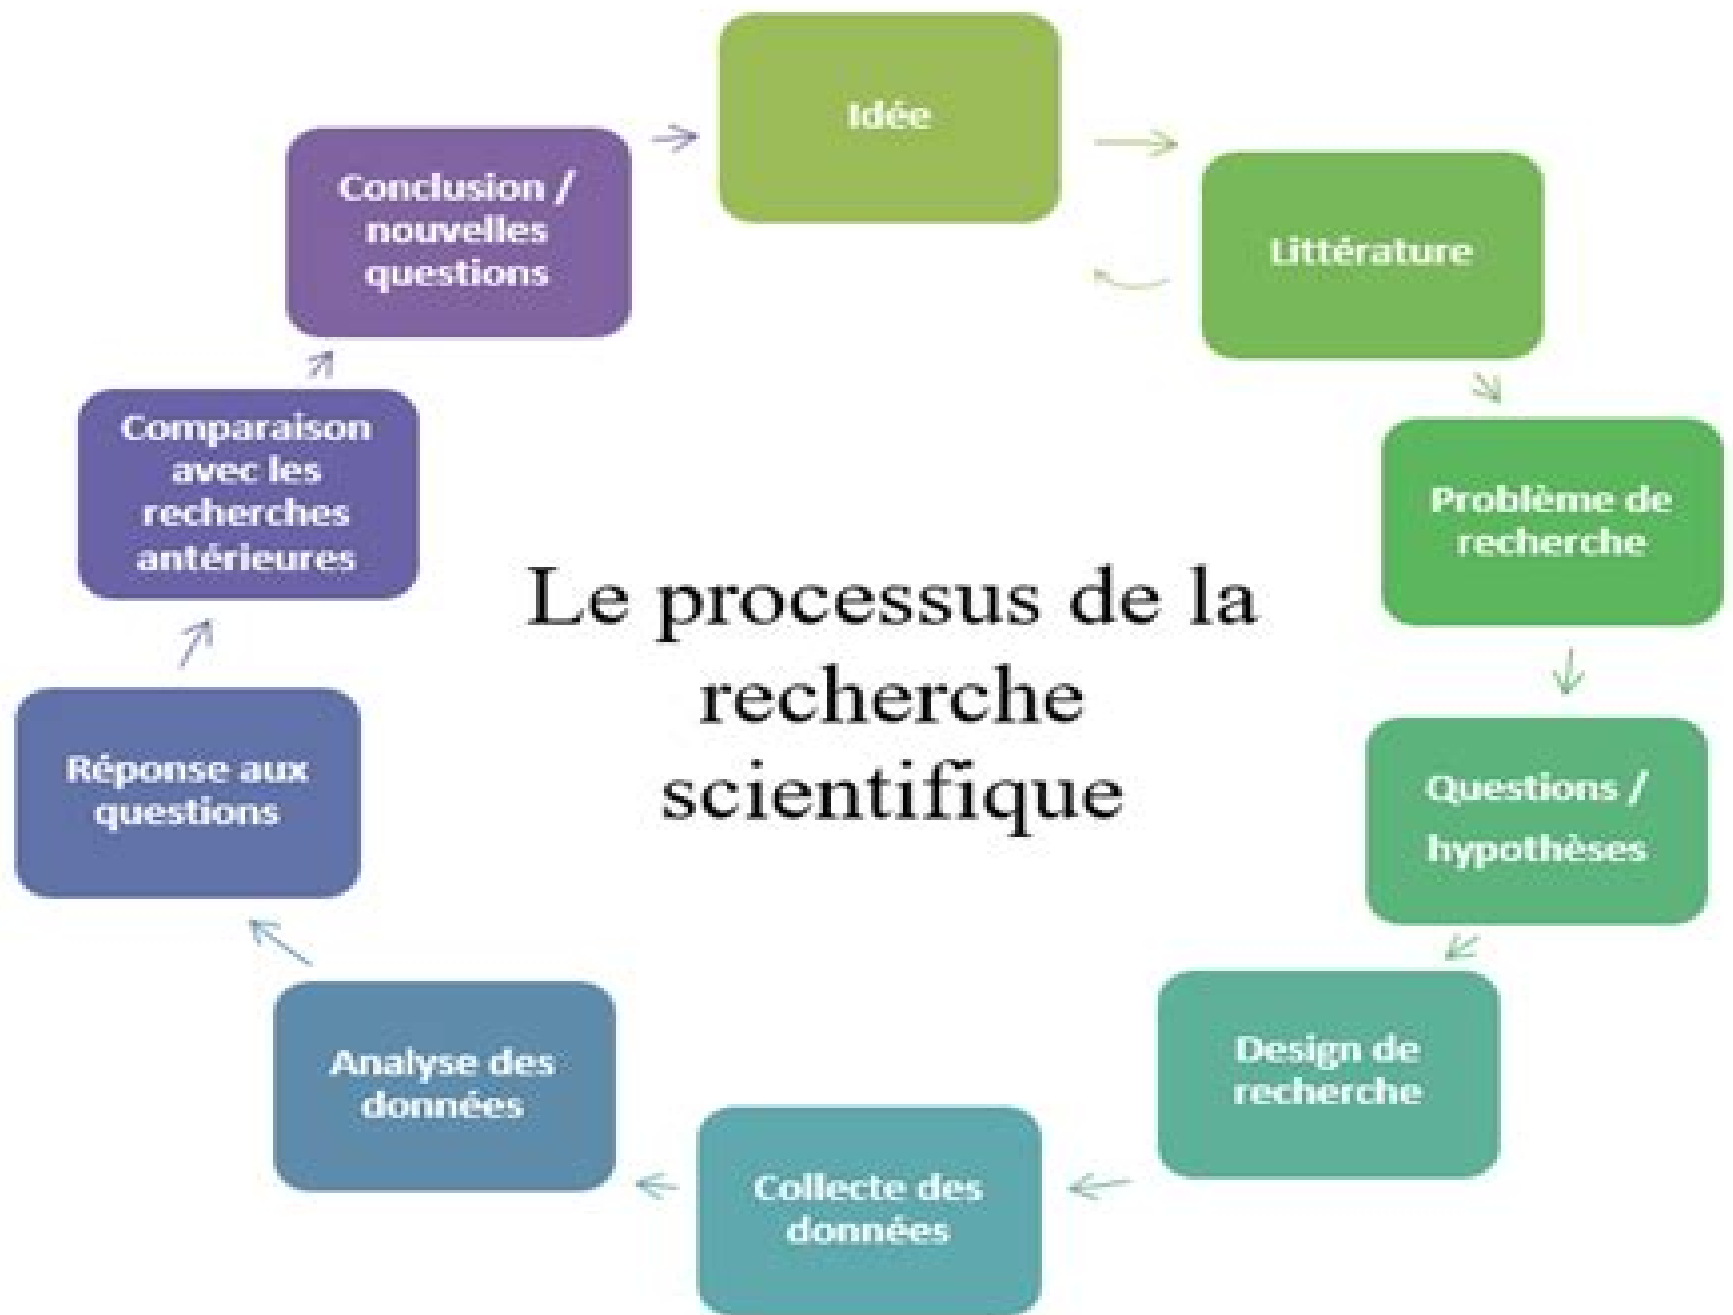 Idée
Littérature
Problème de
recherche
Questions /
hypothèses
Design de
recherche
Collecte des
données
Analyse des
données
Réponse aux
questions
Comparaison
avec les
recherches
antérieures
Conclusion /
nouvelles
questions
Le processus de la
recherche
scientifique